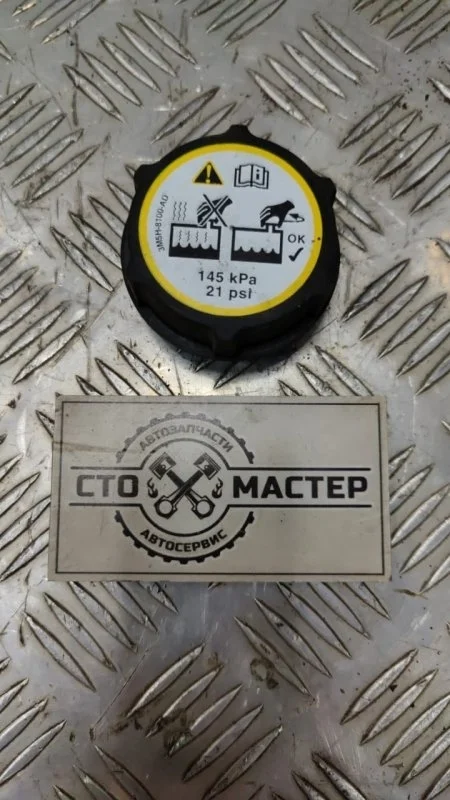 3M5H-8100-AD
OK
145 kPa
21 psi
АВТОЗАПЧАСТИ
СТО МАСТЕР
АВТОСЕРВИС